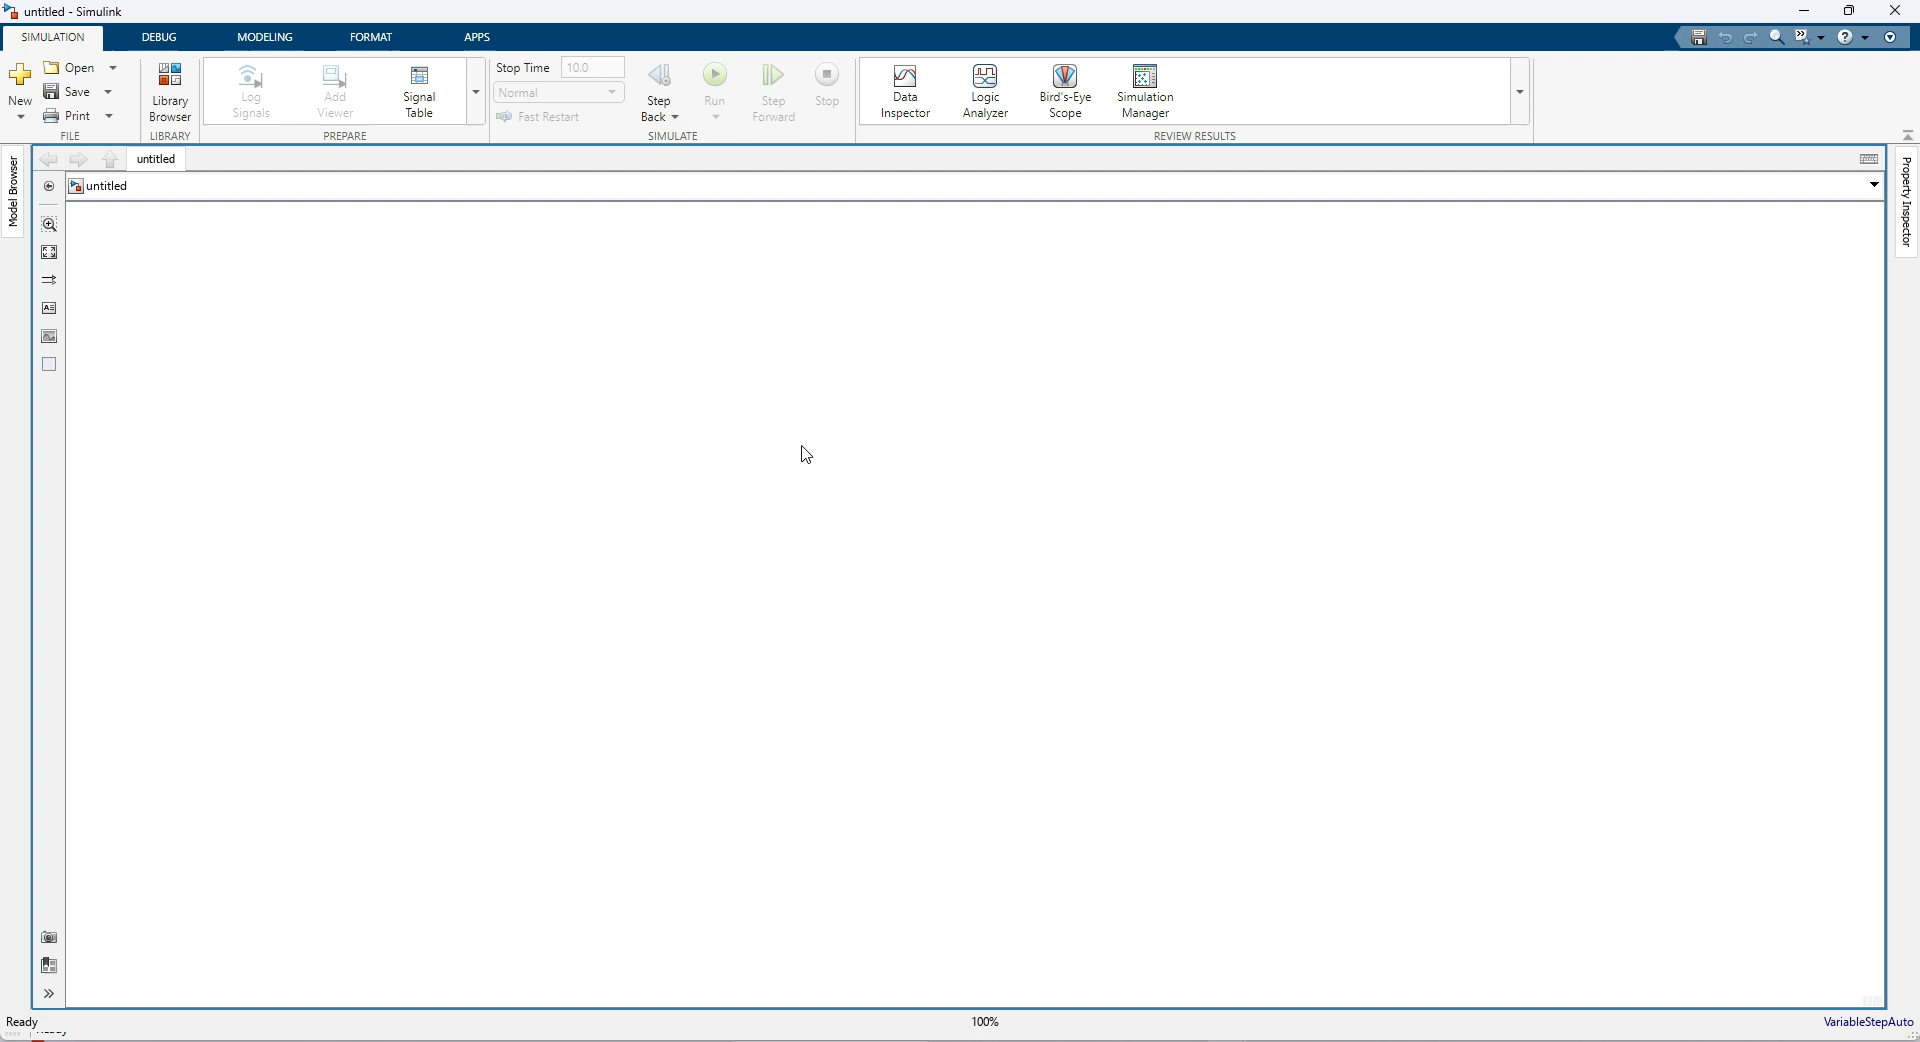 untitled - Simulink
SIMULATION DEBUG MODELING FORMAT APPS
New
Open
Save
Print
FILE
Library
Browser
LIBRARY
Log
Signals
Add
Viewer
Signal
Table
PREPARE
Stop Time 10.0
Normal
Fast Restart
Step
Back
Run
Step
Forward
Stop
SIMULATE
Data
Inspector
Logic
Analyzer
Bird's-Eye
Scope
Simulation
Manager
REVIEW RESULTS
Model Browser
untitled
untitled
Property Inspector
Ready
100%
VariableStepAuto